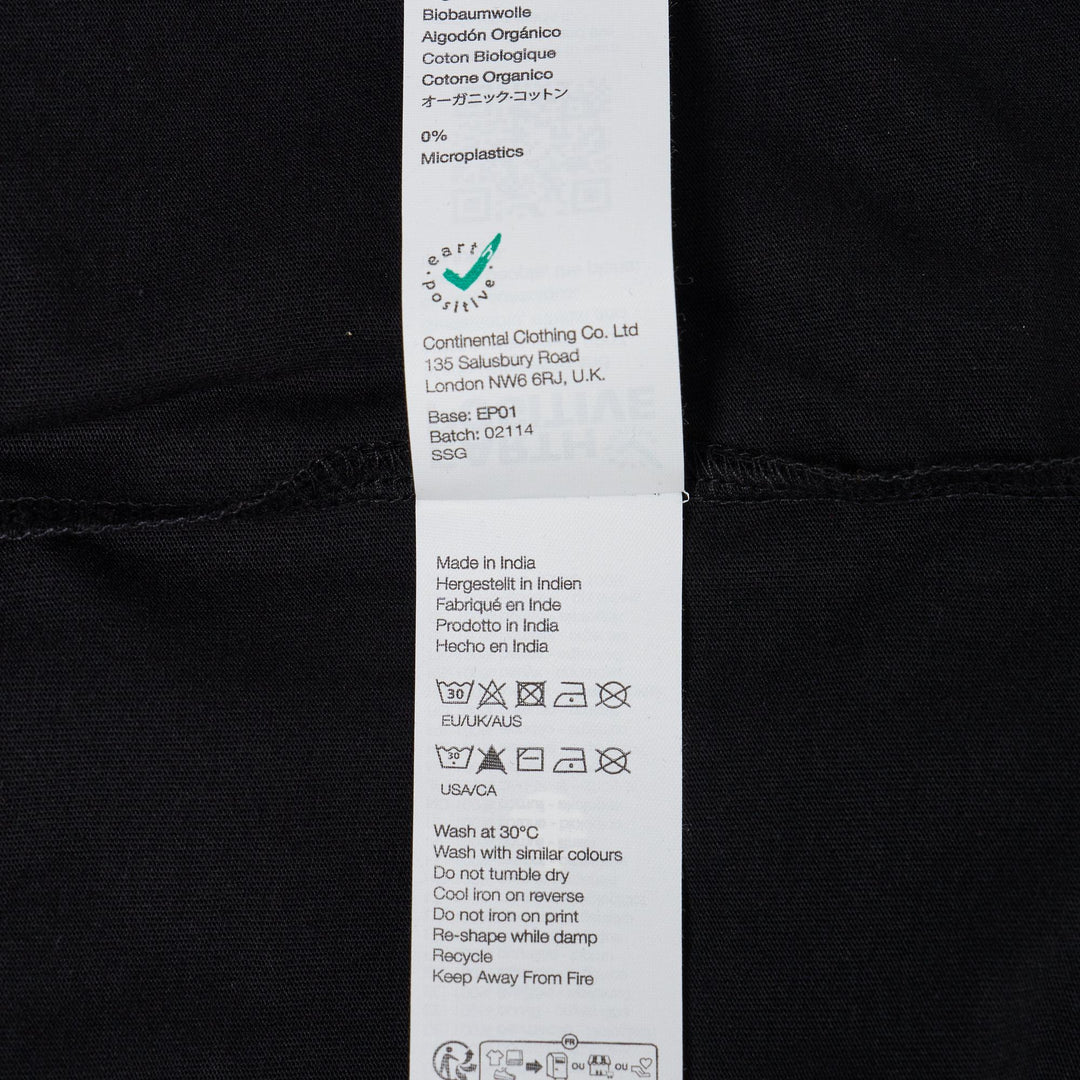 Biobaumwolle
Algodón Orgánico
Coton Biologique
Cotone Organico
オーガニック・コットン
0%
Microplastics
eart
positive
Continental Clothing Co. Ltd
135 Salusbury Road
London NW6 6RJ, U.K.
Base: EP01
Batch: 02114
SSG
Made in India
Hergestellt in Indien
Fabriqué en Inde
Prodotto in India
Hecho en India
30
EU/UK/AUS
30
USA/CA
Wash at 30°C
Wash with similar colours
Do not tumble dry
Cool iron on reverse
Do not iron on print
Re-shape while damp
Recycle
Keep Away From Fire
FR
OU OU